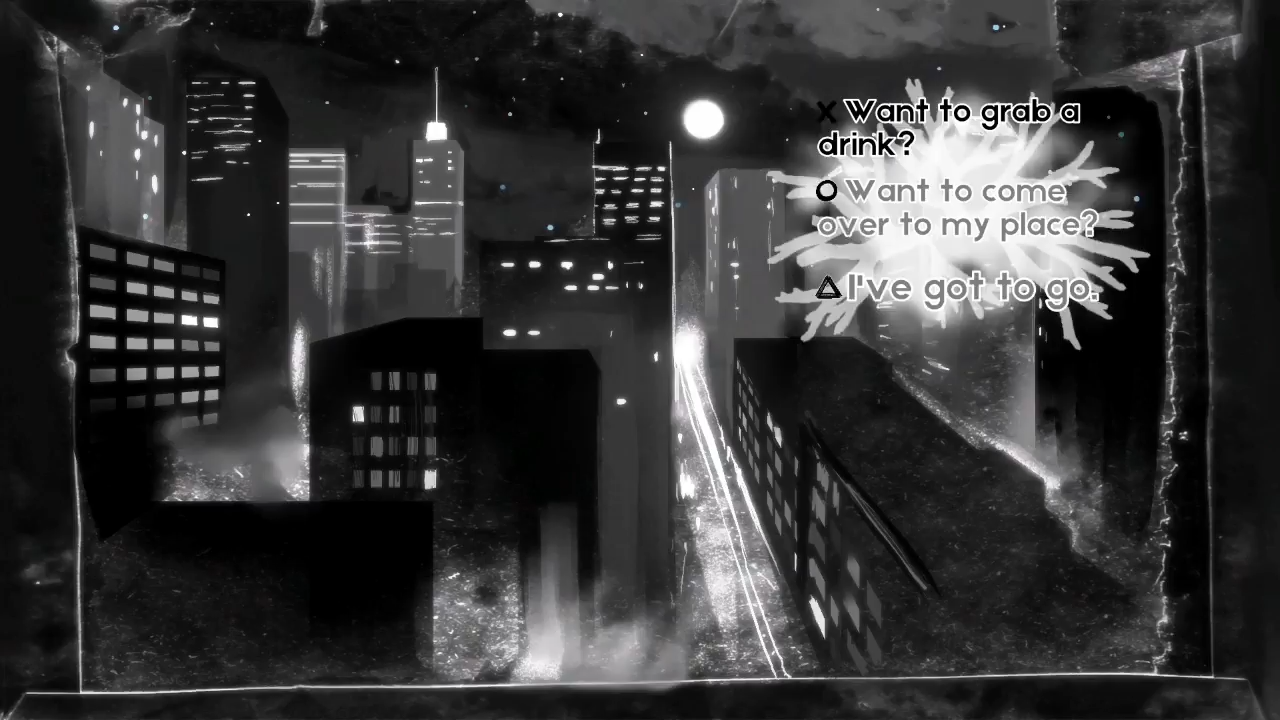 X Want to grab a
drink?
O Want to come
over to my place?
△ I've got to go.